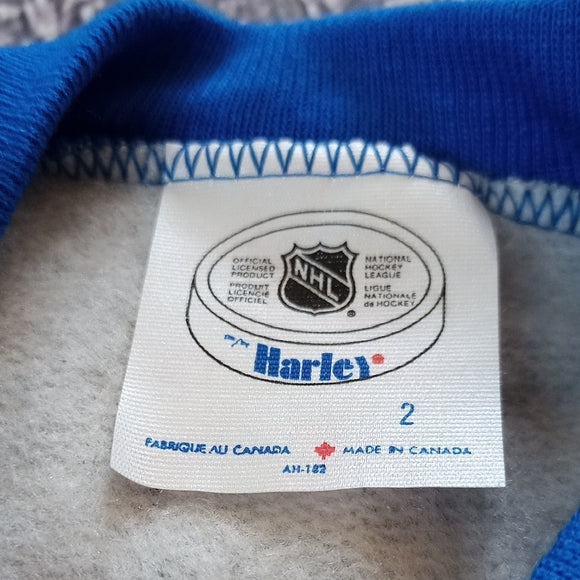 OFFICIAL
LICENSED
PRODUCT
PRODUIT
LICENCIÉ
OFFICIEL
NHL
®
NATIONAL
HOCKEY
LEAGUE
LIGUE
NATIONALE
de HOCKEY
Harley
2
FABRIQUE AU CANADA MADE IN CANADA
AH-182